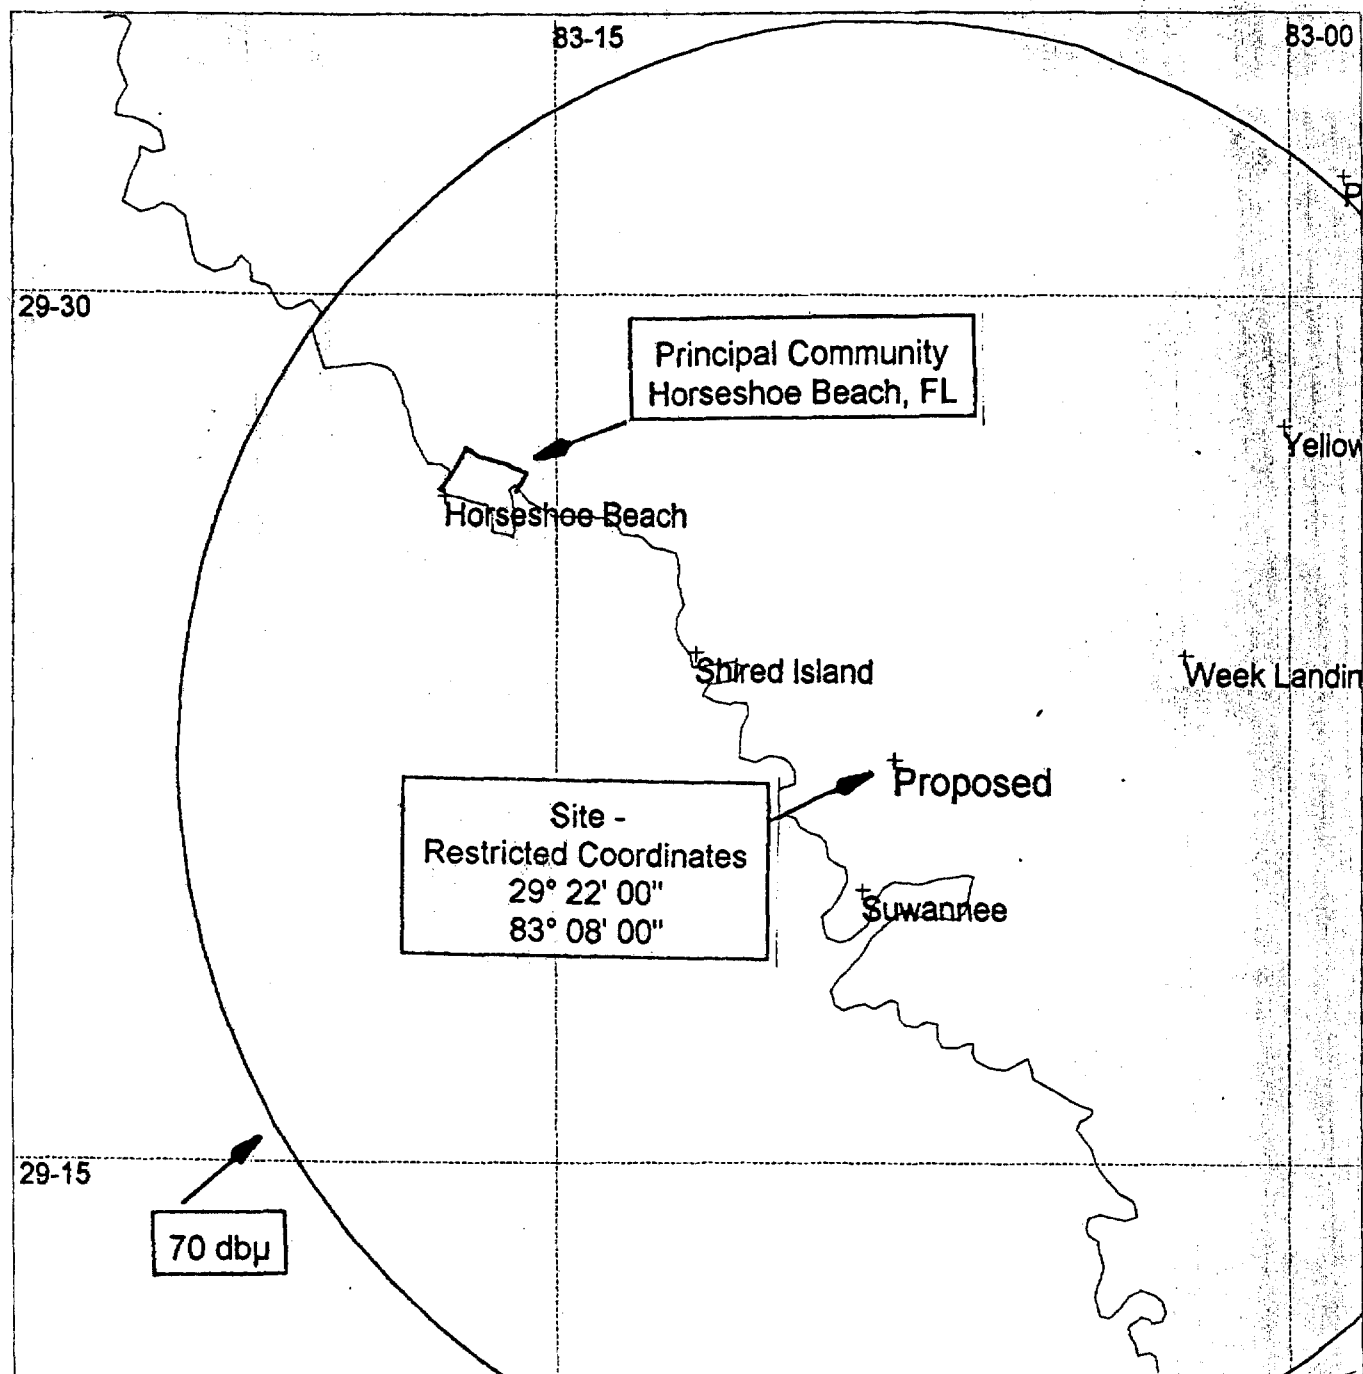 83-15
83-00
P
29-30
Principal Community
Horseshoe Beach, FL
Yellow
Horseshoe Beach
Shired Island
Week Landin
Proposed
Site -
Restricted Coordinates
29° 22' 00"
83° 08' 00"
Suwannee
29-15
70 dbµ